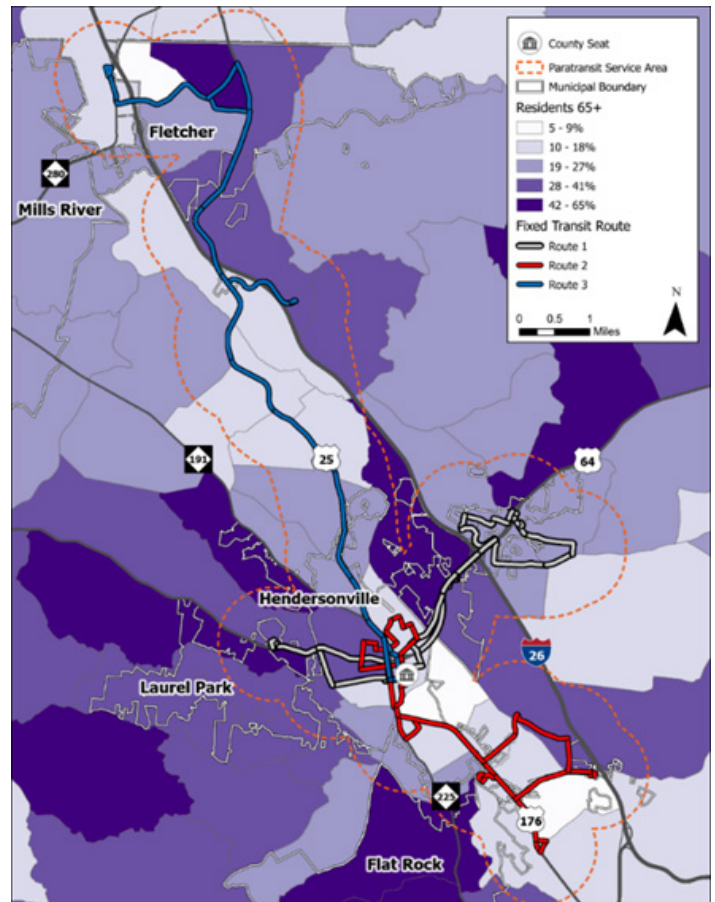 County Seat
Paratransit Service Area
Municipal Boundary
Residents 65+
5 - 9%
10 - 18%
19 - 27%
28 - 41%
42 - 65%
Fixed Transit Route
Route 1
Route 2
Route 3
0 0.5 1
Miles
N
Fletcher
280
Mills River
191
25
64
Hendersonville
26
Laurel Park
225
176
Flat Rock